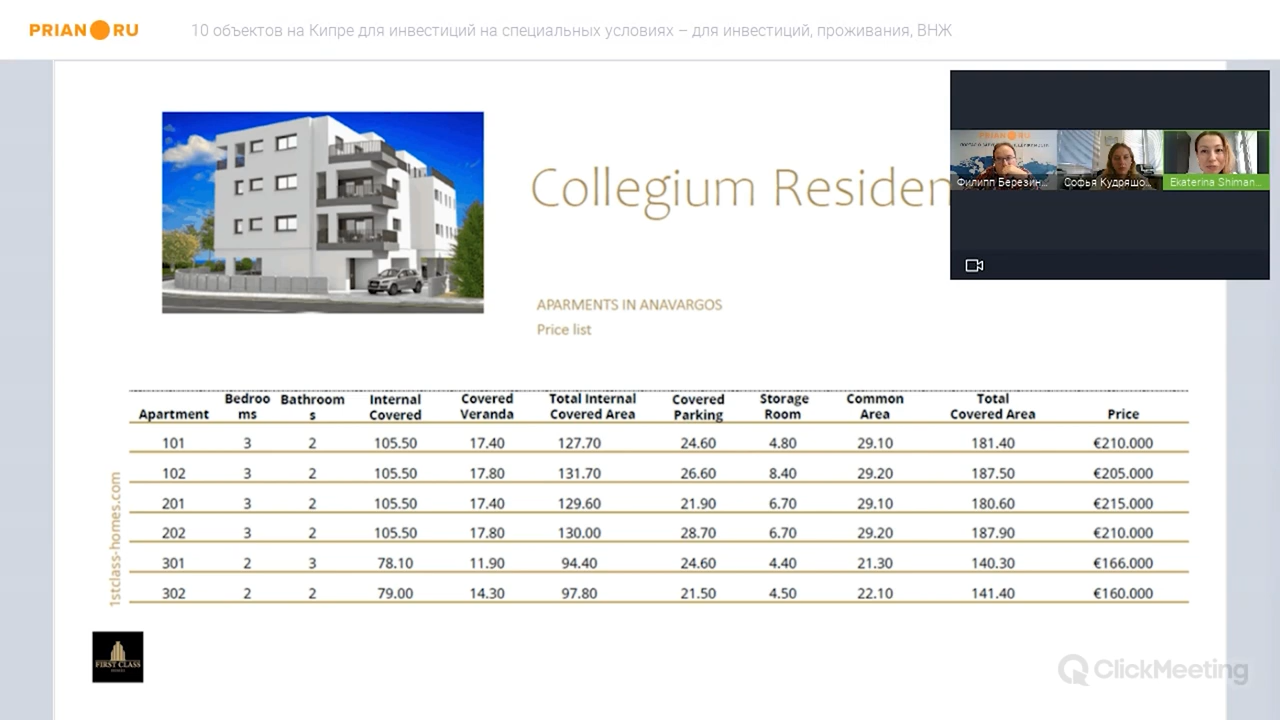 PRIAN RU
10 объектов на Кипре для инвестиций на специальных условиях – для инвестиций, проживания, ВНЖ
PRIAN RU
Филипп Березин...
Софья Кудряшо...
Ekaterina Shiman...
Collegium Residen
APARMENTS IN ANAVARGOS
Price list
Apartment Bedroo ms Bathroom s Internal Covered Covered Veranda Total Internal Covered Area Covered Parking Storage Room Common Area Total Covered Area Price
101 3 2 105.50 17.40 127.70 24.60 4.80 29.10 181.40 €210.000
102 3 2 105.50 17.80 131.70 26.60 8.40 29.20 187.50 €205.000
201 3 2 105.50 17.40 129.60 21.90 6.70 29.10 180.60 €215.000
202 3 2 105.50 17.80 130.00 28.70 6.70 29.20 187.90 €210.000
301 2 3 78.10 11.90 94.40 24.60 4.40 21.30 140.30 €166.000
302 2 2 79.00 14.30 97.80 21.50 4.50 22.10 141.40 €160.000
1stclass-homes.com
FIRST CLASS
ClickMeeting